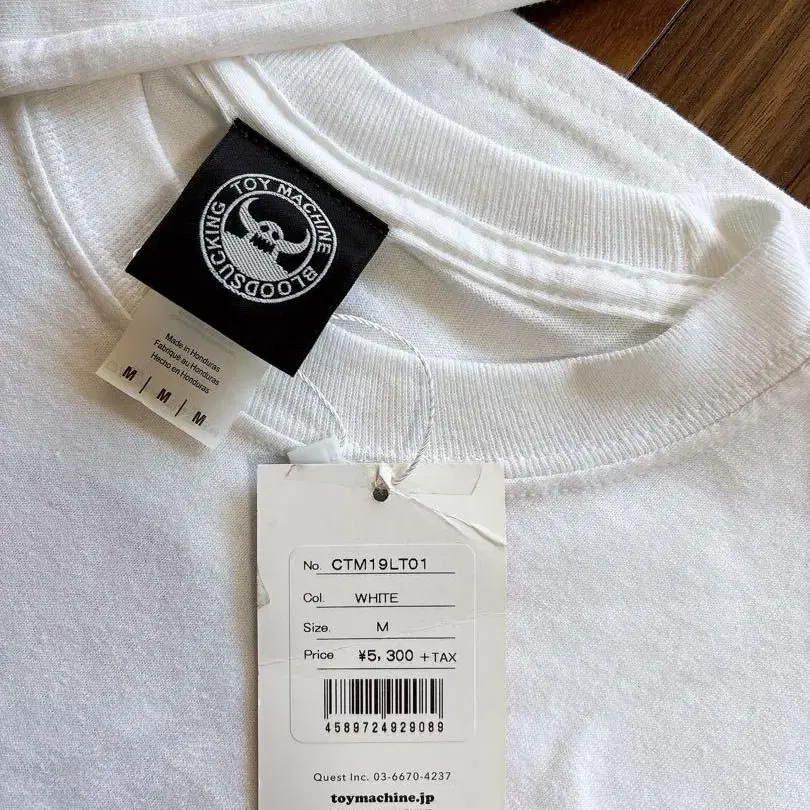 TOY MACHINE
BLOODSUCKING
Made in Honduras
Fabriqué au Honduras
Hecho en Honduras
M | M | M
No. CTM19LT01
Col. WHITE
Size. M
Price ¥5,300 +TAX
4589724929089
Quest Inc. 03-6670-4237
toymachine.jp